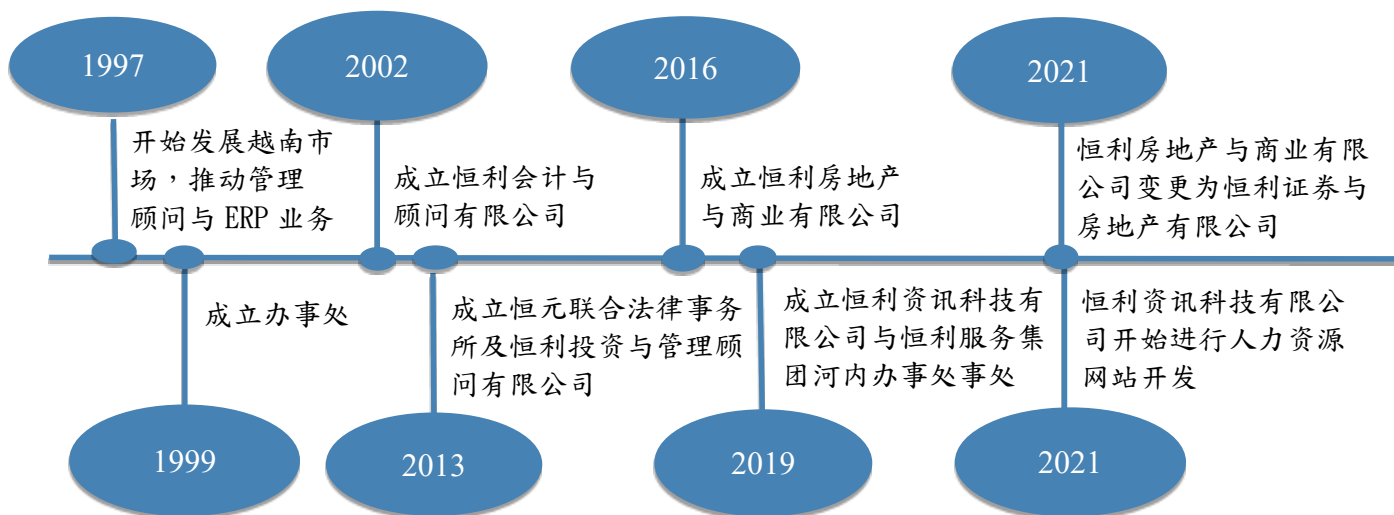 1997
开始发展越南市
场，推动管理
顾问与 ERP 业务
2002
成立恒利会计与
顾问有限公司
2016
成立恒利房地产
与商业有限公司
2021
恒利房地产与商业有限
公司变更为恒利证券与
房地产有限公司
成立办事处
1999
成立恒元联合法律事务
所及恒利投资与管理顾
问有限公司
2013
成立恒利资讯科技有
限公司与恒利服务集
团河内办事处事处
2019
恒利资讯科技有限公
司开始进行人力资源
网站开发
2021